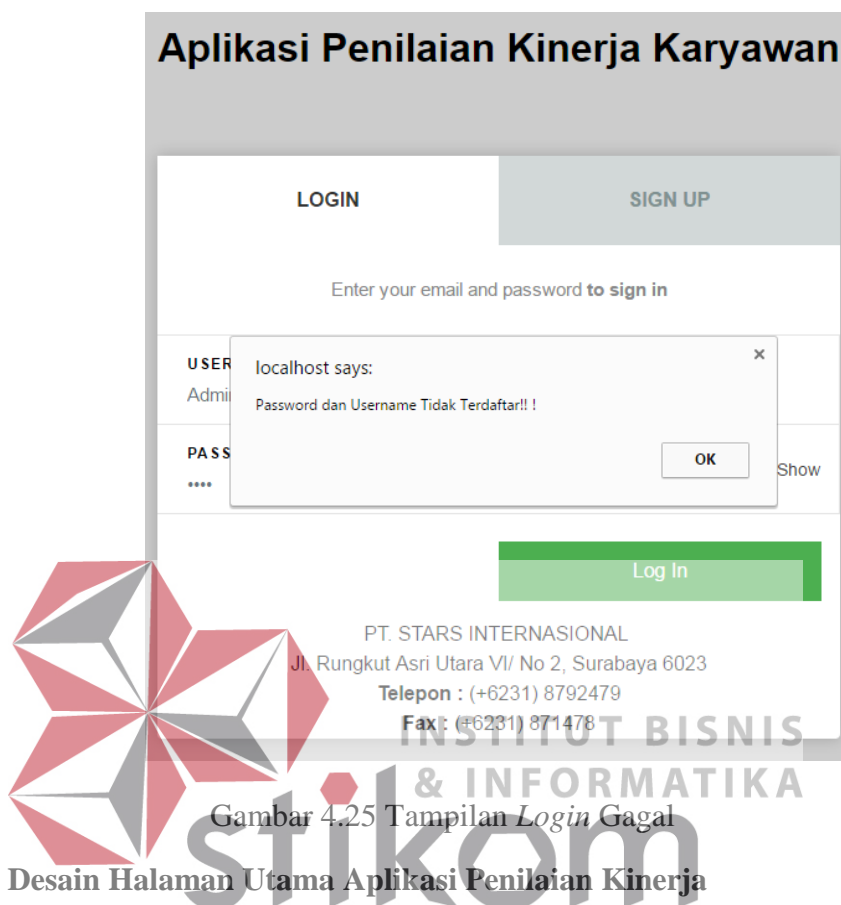 Aplikasi Penilaian Kinerja Karyawan
LOGIN
SIGN UP
Enter your email and password to sign in
USER
Admi
localhost says:
×
Password dan Username Tidak Terdaftar!! !
OK
PASS
••••
Show
Log In
PT. STARS INTERNASIONAL
Jl. Rungkut Asri Utara VI/ No 2, Surabaya 6023
Telepon : (+6231) 8792479
Fax : (+6231) 871478
INSTITUT BISNIS
& INFORMATIKA
Gambar 4.25 Tampilan Login Gagal
stikom
Desain Halaman Utama Aplikasi Penilaian Kinerja